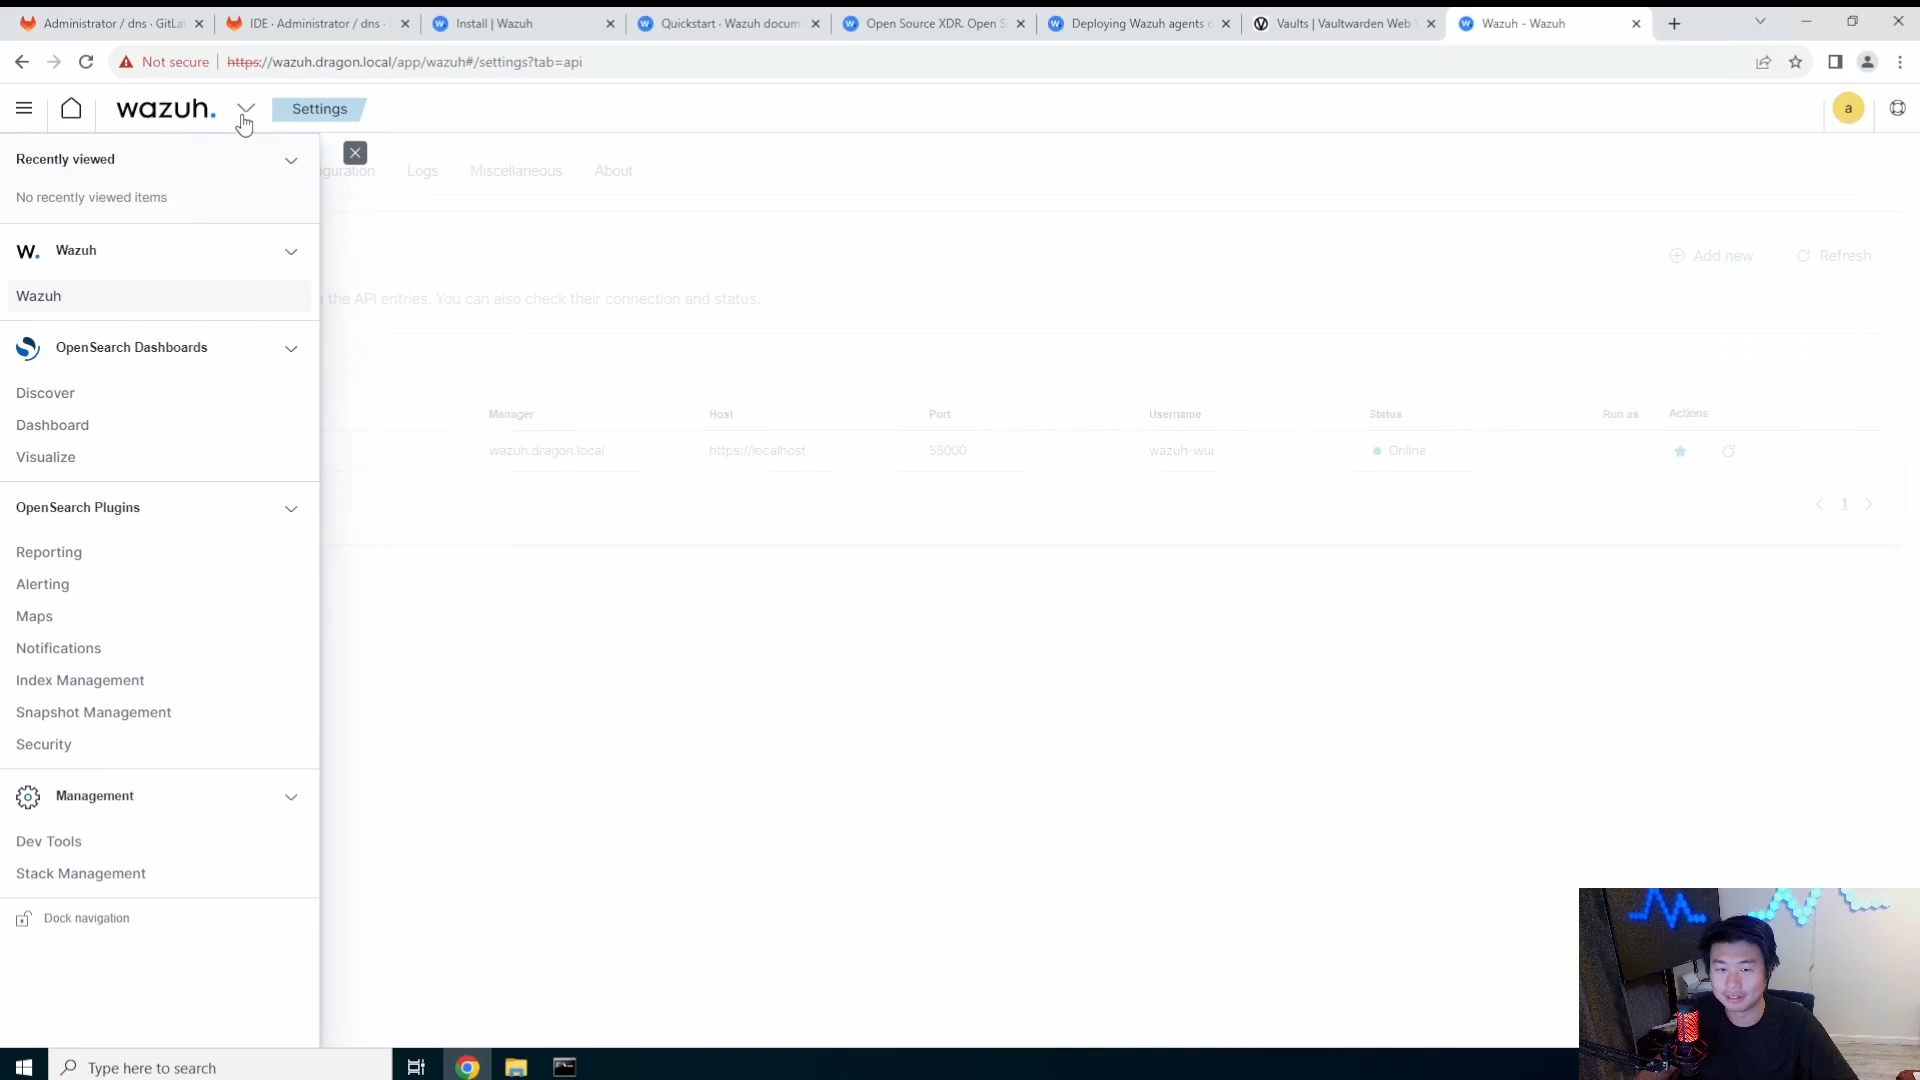 Administrator / dns · GitLa
IDE · Administrator / dns ·
Install | Wazuh
Quickstart · Wazuh docum
Open Source XDR. Open S
Deploying Wazuh agents o
Vaults | Vaultwarden Web
Wazuh - Wazuh
Not secure
https://wazuh.dragon.local/app/wazuh#/settings?tab=api
wazuh.
Settings
a
Recently viewed
No recently viewed items
W. Wazuh
Wazuh
OpenSearch Dashboards
Discover
Dashboard
Visualize
OpenSearch Plugins
Reporting
Alerting
Maps
Notifications
Index Management
Snapshot Management
Security
Management
Dev Tools
Stack Management
Dock navigation
iguration Logs Miscellaneous About
Add new Refresh
the API entries. You can also check their connection and status.
Manager Host Port Username Status Run as Actions
wazuh.dragon.local https://localhost 55000 wazuh-wui Online
1
Type here to search